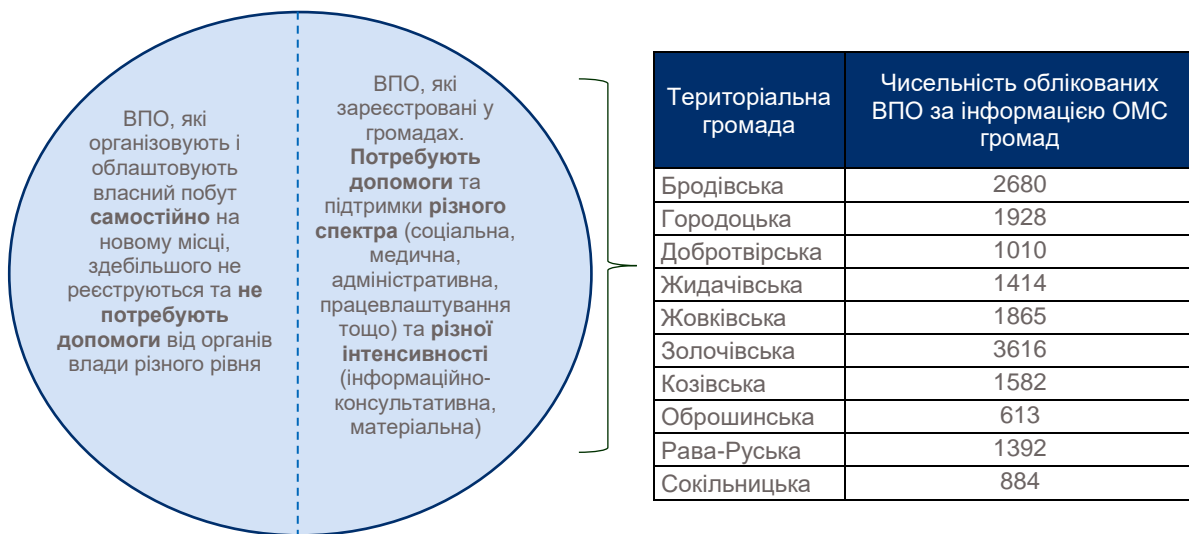 ВПО, які
організовують і
облаштовують
власний побут
самостійно на
новому місці,
здебільшого не
реєструються та не
потребують
допомоги від органів
влади різного рівня
ВПО, які
зареєстровані у
громадах.
Потребують
допомоги та
підтримки різного
спектра (соціальна,
медична,
адміністративна,
працевлаштування
тощо) та різної
інтенсивності
(інформаційно-
консультативна,
матеріальна)
Територіальна
громада
Чисельність облікованих
ВПО за інформацією ОМС
громад
Бродівська 2680
Городоцька 1928
Добротвірська 1010
Жидачівська 1414
Жовківська 1865
Золочівська 3616
Козівська 1582
Оброшинська 613
Рава-Руська 1392
Сокільницька 884